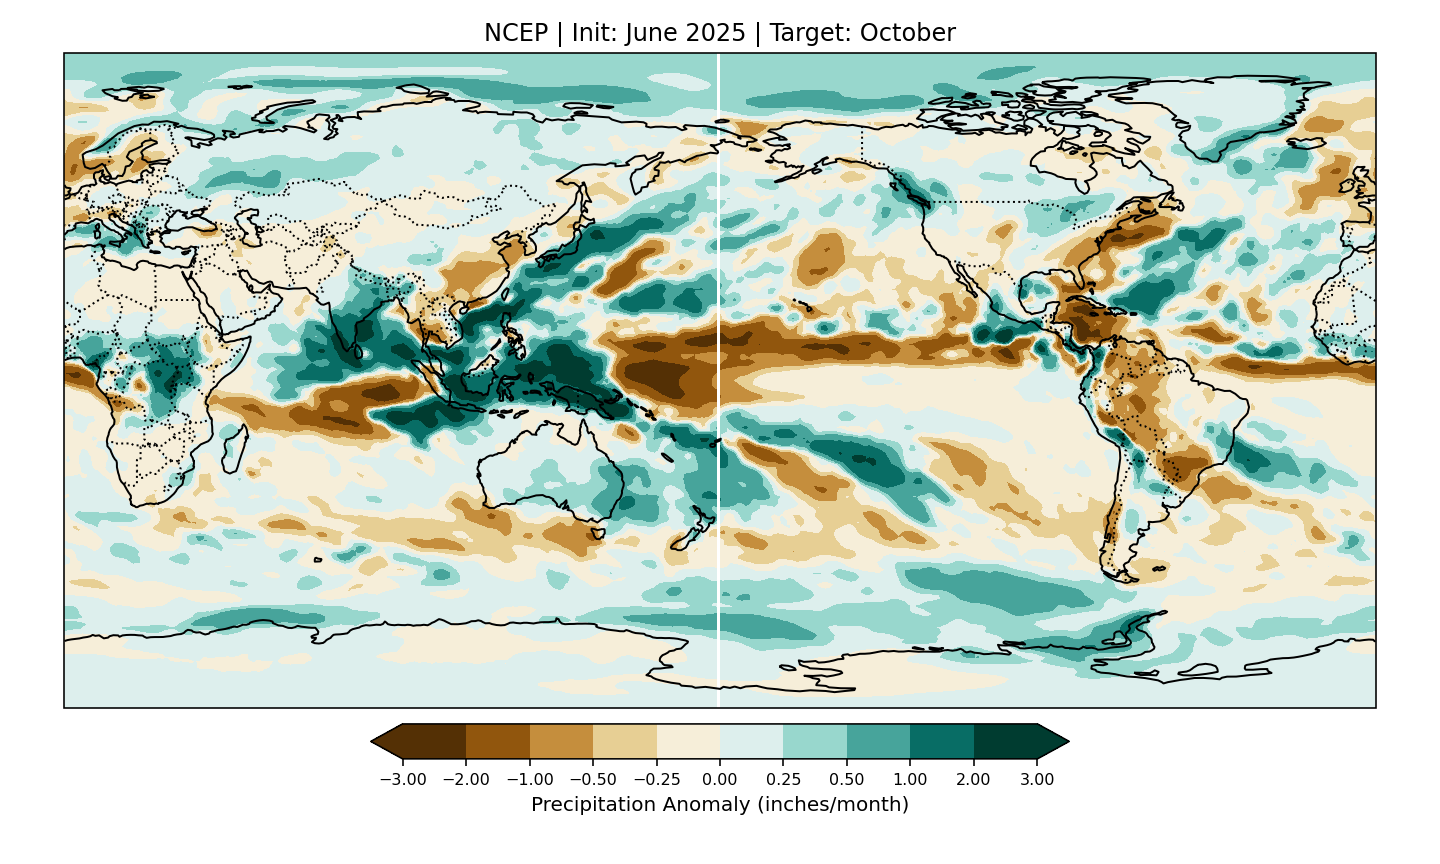 NCEP | Init: June 2025 | Target: October
−3.00 −2.00 −1.00 −0.50 −0.25 0.00 0.25 0.50 1.00 2.00 3.00
Precipitation Anomaly (inches/month)